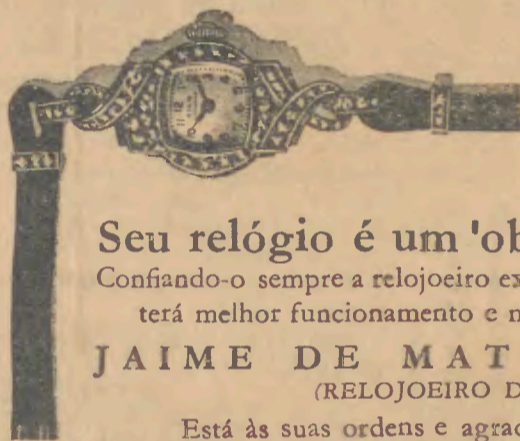 Seu relógio é um 'ob
Confiando-o sempre a relojoeiro ex
terá melhor funcionamento e m
JAIME DE MAT
(RELOJOEIRO D
Está às suas ordens e agrad